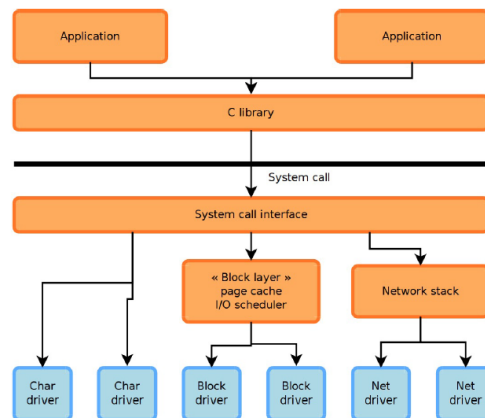 Application
Application
C library
System call
System call interface
« Block layer »
page cache
I/O scheduler
Network stack
Char
driver
Char
driver
Block
driver
Block
driver
Net
driver
Net
driver